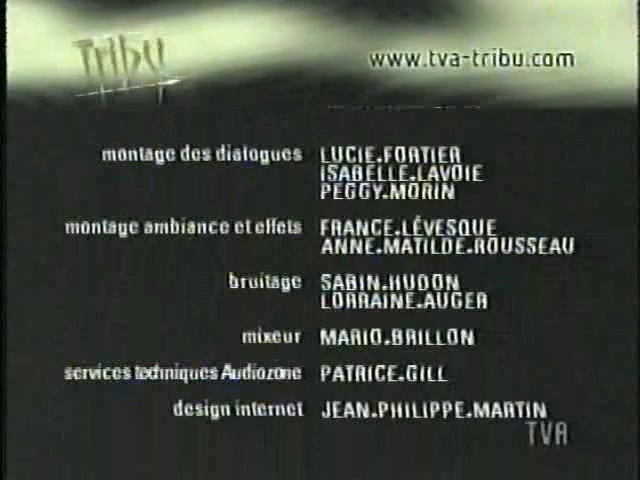 TRIBU
www.tva-tribu.com
montage des dialogues LUCIE.FORTIER
ISABELLE.LAVOIE
PEGGY.MORIN
montage ambiance et effets FRANCE.LÉVESQUE
ANNE.MATILDE.ROUSSEAU
bruitage SABIN.HUDON
LORRAINE.AUGER
mixeur MARIO.BRILLON
services techniques Audiozone PATRICE.GILL
design internet JEAN.PHILIPPE.MARTIN
TVA